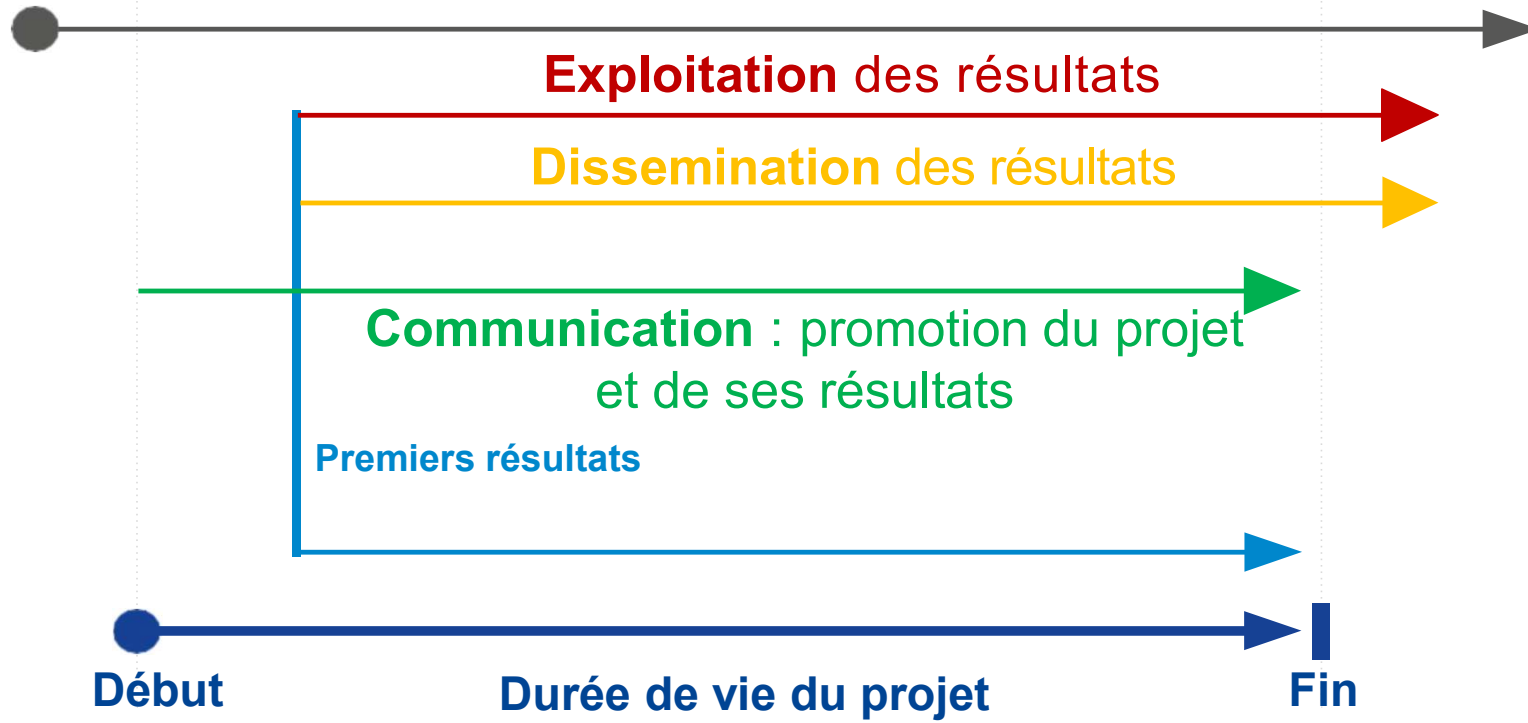 Exploitation des résultats
Dissemination des résultats
Communication : promotion du projet
et de ses résultats
Premiers résultats
Début
Durée de vie du projet
Fin